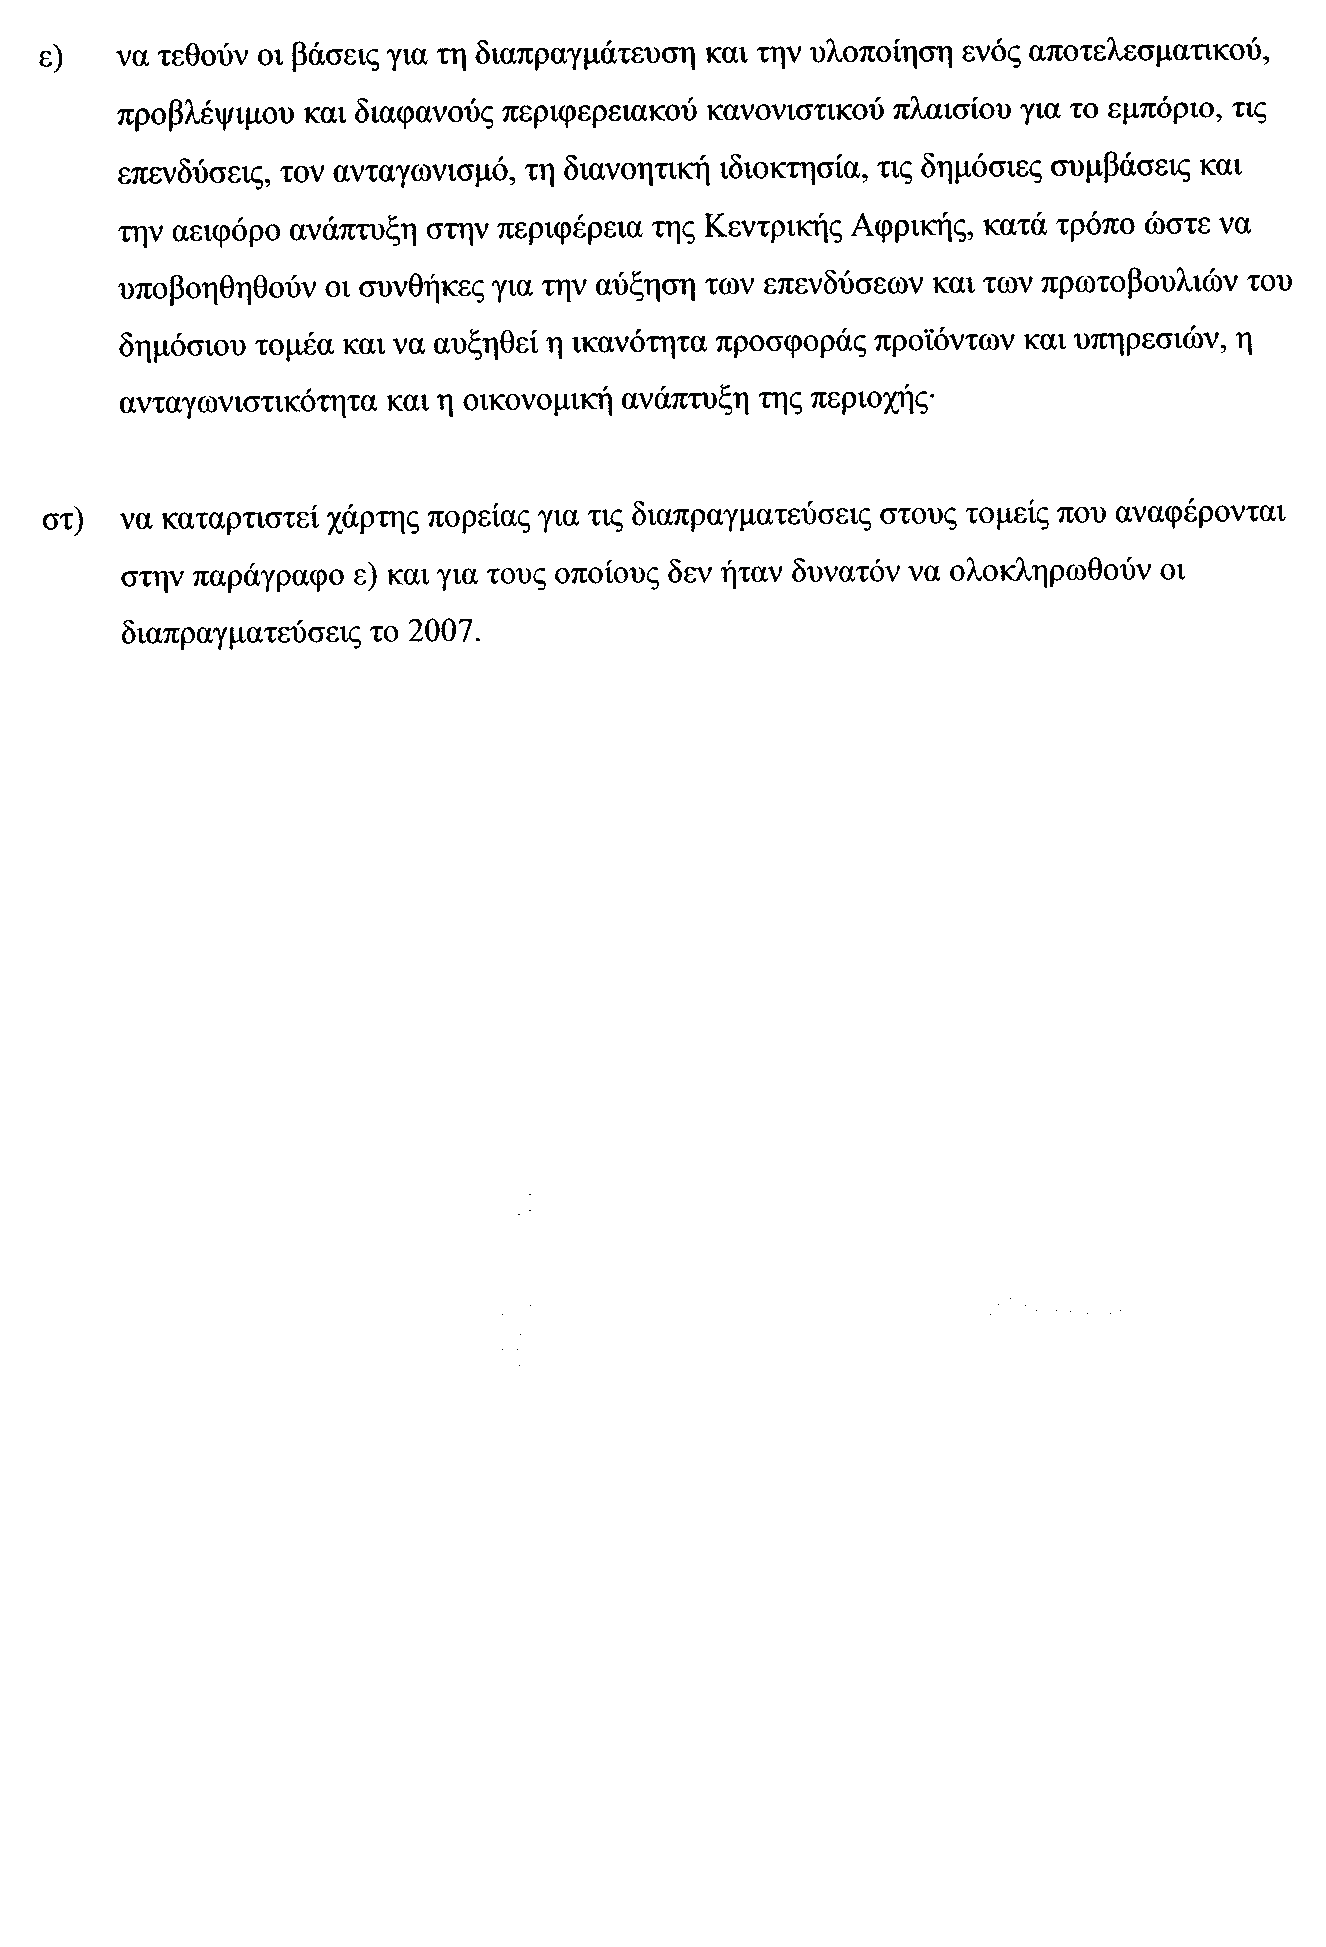 ε) να τεθούν οι βάσεις για τη διαπραγμάτευση και την υλοποίηση ενός αποτελεσματικού,
προβλέψιμου και διαφανούς περιφερειακού κανονιστικού πλαισίου για το εμπόριο, τις
επενδύσεις, τον ανταγωνισμό, τη διανοητική ιδιοκτησία, τις δημόσιες συμβάσεις και
την αειφόρο ανάπτυξη στην περιφέρεια της Κεντρικής Αφρικής, κατά τρόπο ώστε να
υποβοηθηθούν οι συνθήκες για την αύξηση των επενδύσεων και των πρωτοβουλιών του
δημόσιου τομέα και να αυξηθεί η ικανότητα προσφοράς προϊόντων και υπηρεσιών, η
ανταγωνιστικότητα και η οικονομική ανάπτυξη της περιοχής·
στ) να καταρτιστεί χάρτης πορείας για τις διαπραγματεύσεις στους τομείς που αναφέρονται
στην παράγραφο ε) και για τους οποίους δεν ήταν δυνατόν να ολοκληρωθούν οι
διαπραγματεύσεις το 2007.